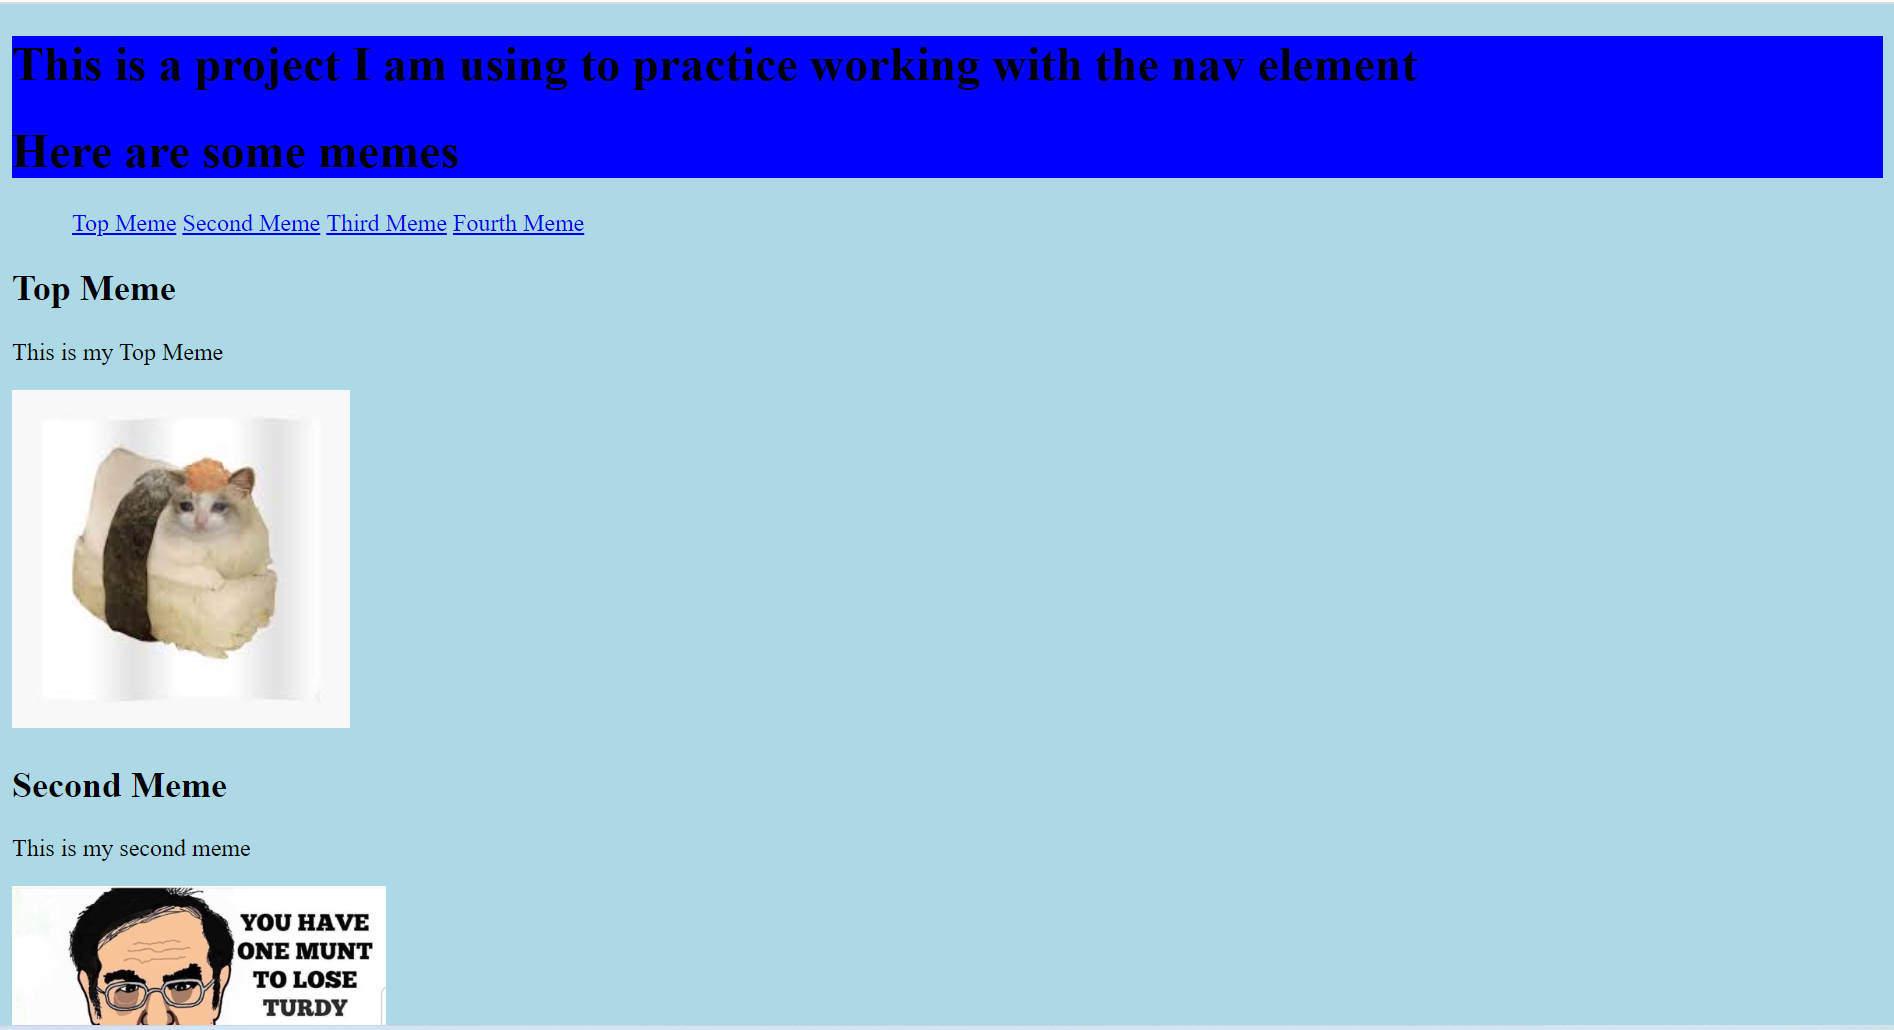 This is a project I am using to practice working with the nav element
Here are some memes
Top Meme Second Meme Third Meme Fourth Meme
Top Meme
This is my Top Meme
Second Meme
This is my second meme
YOU HAVE
ONE MUNT
TO LOSE
TURDY